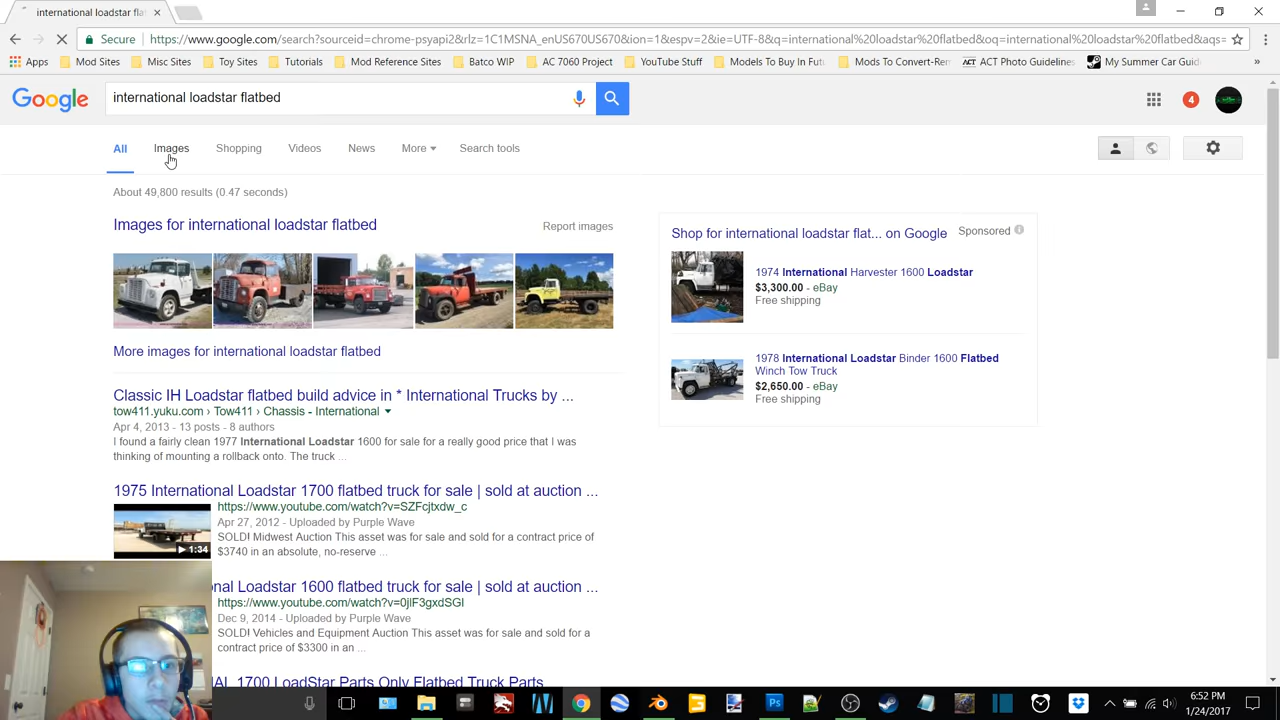 international loadstar fla
Secure https://www.google.com/search?sourceid=chrome-psyapi2&rlz=1C1MSNA_enUS670US670&ion=1&espv=2&ie=UTF-8&q=international%20loadstar%20flatbed&oq=international%20loadstar%20flatbed&aqs=
Apps Mod Sites Misc Sites Toy Sites Tutorials Mod Reference Sites Batco WIP AC 7060 Project YouTube Stuff Models To Buy In Futu Mods To Convert-Ren ACT Photo Guidelines My Summer Car Guid »
Google international loadstar flatbed 4
All Images Shopping Videos News More Search tools
About 49,800 results (0.47 seconds)
Images for international loadstar flatbed Report images
More images for international loadstar flatbed
Classic IH Loadstar flatbed build advice in * International Trucks by ...
tow411.yuku.com › Tow411 › Chassis - International
Apr 4, 2013 - 13 posts - 8 authors
I found a fairly clean 1977 International Loadstar 1600 for sale for a really good price that I was
thinking of mounting a rollback onto. The truck ...
1975 International Loadstar 1700 flatbed truck for sale | sold at auction ...
https://www.youtube.com/watch?v=SZFcjtxdw_c
Apr 27, 2012 - Uploaded by Purple Wave
SOLD! Midwest Auction This asset was for sale and sold for a contract price of
$3740 in an absolute, no-reserve ...
1:34
nal Loadstar 1600 flatbed truck for sale | sold at auction ...
https://www.youtube.com/watch?v=0jlF3gxdSGI
Dec 9, 2014 - Uploaded by Purple Wave
SOLD! Vehicles and Equipment Auction This asset was for sale and sold for a
contract price of $3300 in an ...
AL 1700 LoadStar Parts Only Flatbed Truck Parts
Shop for international loadstar flat... on Google Sponsored
1974 International Harvester 1600 Loadstar
$3,300.00 - eBay
Free shipping
1978 International Loadstar Binder 1600 Flatbed
Winch Tow Truck
$2,650.00 - eBay
Free shipping
6:52 PM
1/24/2017